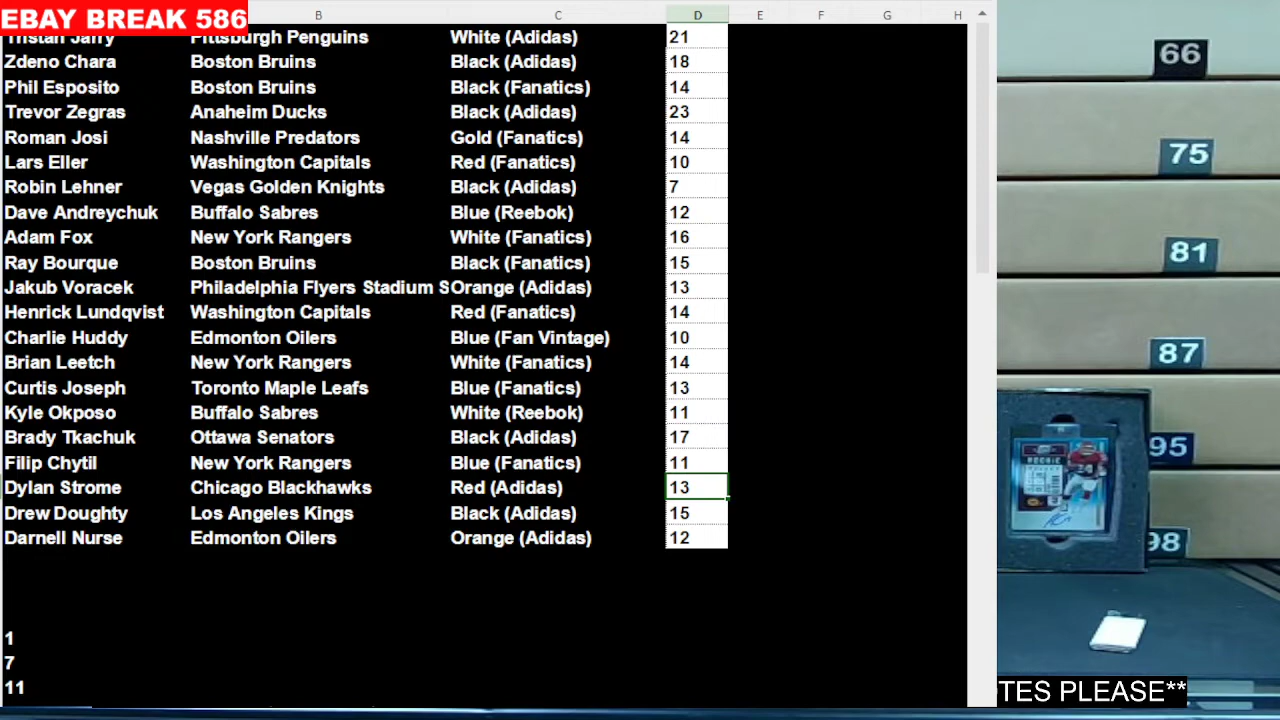 EBAY BREAK 586
B C D E F G H
Tristan Jarry Pittsburgh Penguins White (Adidas) 21
Zdeno Chara Boston Bruins Black (Adidas) 18
Phil Esposito Boston Bruins Black (Fanatics) 14
Trevor Zegras Anaheim Ducks Black (Adidas) 23
Roman Josi Nashville Predators Gold (Fanatics) 14
Lars Eller Washington Capitals Red (Fanatics) 10
Robin Lehner Vegas Golden Knights Black (Adidas) 7
Dave Andreychuk Buffalo Sabres Blue (Reebok) 12
Adam Fox New York Rangers White (Fanatics) 16
Ray Bourque Boston Bruins Black (Fanatics) 15
Jakub Voracek Philadelphia Flyers Stadium S Orange (Adidas) 13
Henrick Lundqvist Washington Capitals Red (Fanatics) 14
Charlie Huddy Edmonton Oilers Blue (Fan Vintage) 10
Brian Leetch New York Rangers White (Fanatics) 14
Curtis Joseph Toronto Maple Leafs Blue (Fanatics) 13
Kyle Okposo Buffalo Sabres White (Reebok) 11
Brady Tkachuk Ottawa Senators Black (Adidas) 17
Filip Chytil New York Rangers Blue (Fanatics) 11
Dylan Strome Chicago Blackhawks Red (Adidas) 13
Drew Doughty Los Angeles Kings Black (Adidas) 15
Darnell Nurse Edmonton Oilers Orange (Adidas) 12
1
7
11
66
75
81
87
95
98
ROOKIE
TES PLEASE**